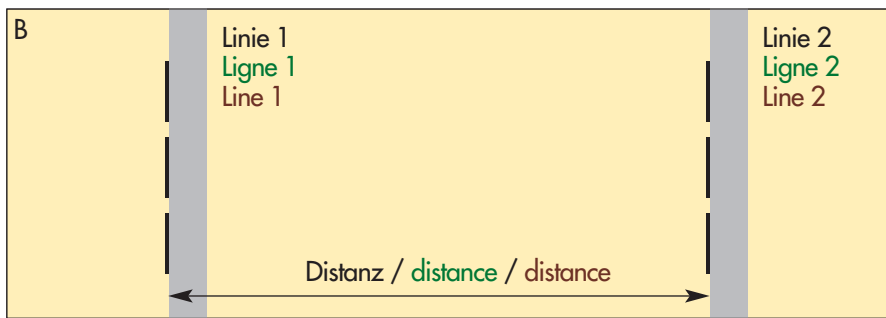 B
Linie 1
Ligne 1
Line 1
Linie 2
Ligne 2
Line 2
Distanz / distance / distance